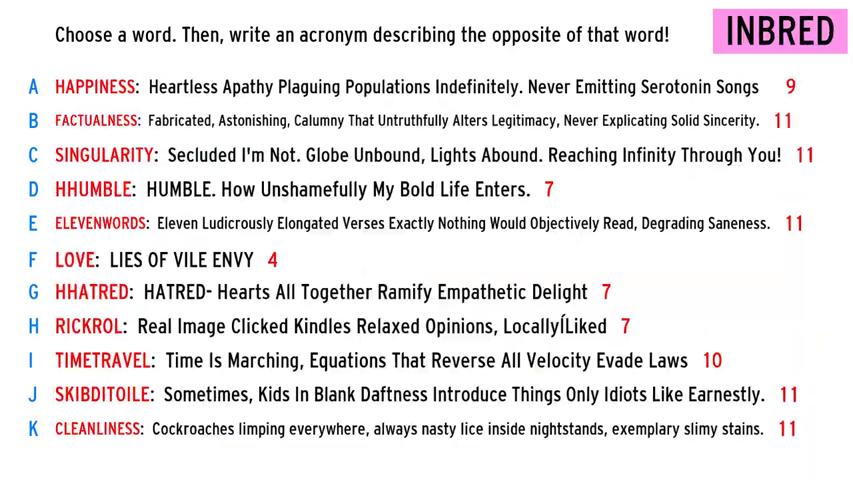 Choose a word. Then, write an acronym describing the opposite of that word!
INBRED
A HAPPINESS: Heartless Apathy Plaguing Populations Indefinitely. Never Emitting Serotonin Songs 9
B FACTUALNESS: Fabricated, Astonishing, Calumny That Untruthfully Alters Legitimacy, Never Explicating Solid Sincerity. 11
C SINGULARITY: Secluded I'm Not. Globe Unbound, Lights Abound. Reaching Infinity Through You! 11
D HHUMBLE: HUMBLE. How Unshamefully My Bold Life Enters. 7
E ELEVENWORDS: Eleven Ludicrously Elongated Verses Exactly Nothing Would Objectively Read, Degrading Saneness. 11
F LOVE: LIES OF VILE ENVY 4
G HHATRED: HATRED- Hearts All Together Ramify Empathetic Delight 7
H RICKROL: Real Image Clicked Kindles Relaxed Opinions, LocallyÍLiked 7
I TIMETRAVEL: Time Is Marching, Equations That Reverse All Velocity Evade Laws 10
J SKIBDITOILE: Sometimes, Kids In Blank Daftness Introduce Things Only Idiots Like Earnestly. 11
K CLEANLINESS: Cockroaches limping everywhere, always nasty lice inside nightstands, exemplary slimy stains. 11